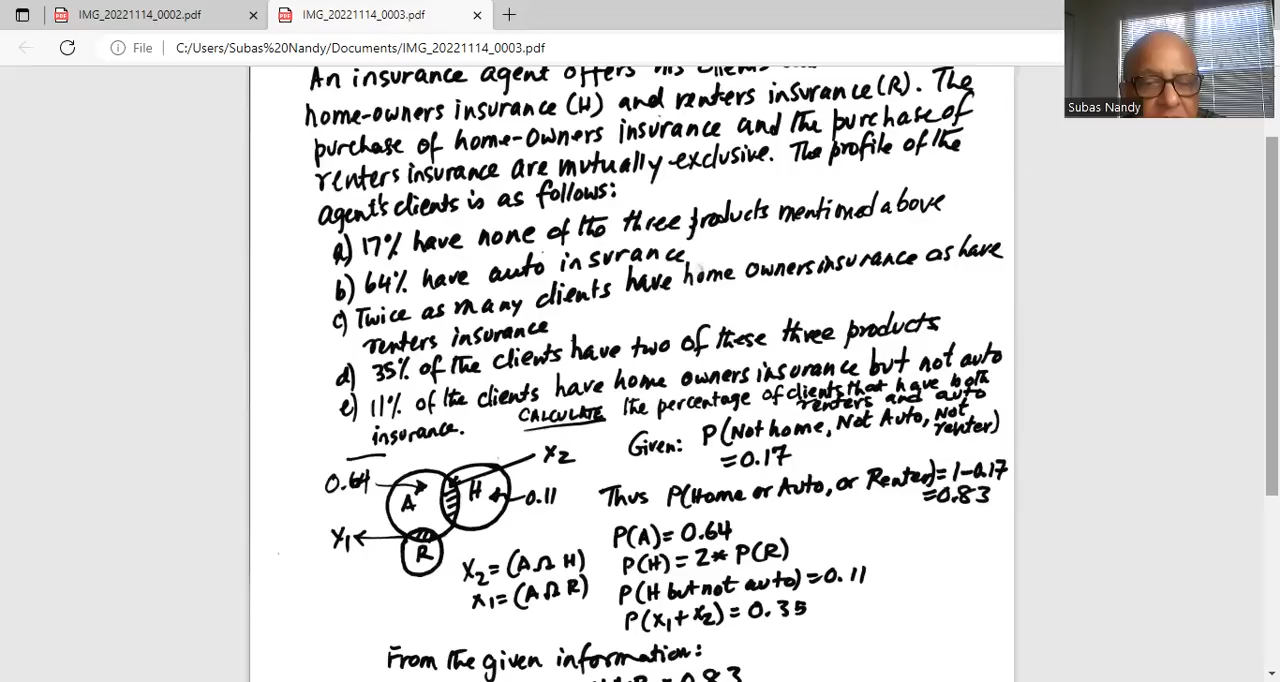 IMG_20221114_0002.pdf
IMG_20221114_0003.pdf
File
C:/Users/Subas%20Nandy/Documents/IMG_20221114_0003.pdf
Subas Nandy
An insurance agent offers his clients
home-owners insurance (H) and renters insurance (R). The
purchase of home-Owners insurance and the purchase of
renters insurance are mutually exclusive. The profile of the
agent's clients is as follows:
a) 17% have none of the three products mentioned above
b) 64% have auto insurance
c) Twice as many clients have home owners insurance as have
renters insurance
d) 35% of the clients have two of these three products
e) 11% of the clients have home owners insurance but not auto
insurance. CALCULATE the percentage of clients that have both
renters and auto
Given: P(Not home, Not Auto, Not
renter)
=0.17
0.64
X2
A
H
0.11
X1
R
X2 = (A Ω H)
X1 = (A Ω R)
Thus P(Home or Auto, or Renter) = 1-0.17
=0.83
P(A) = 0.64
P(H) = 2* P(R)
P(H but not auto) = 0.11
P(X1+X2) = 0.35
From the given information:
0.83